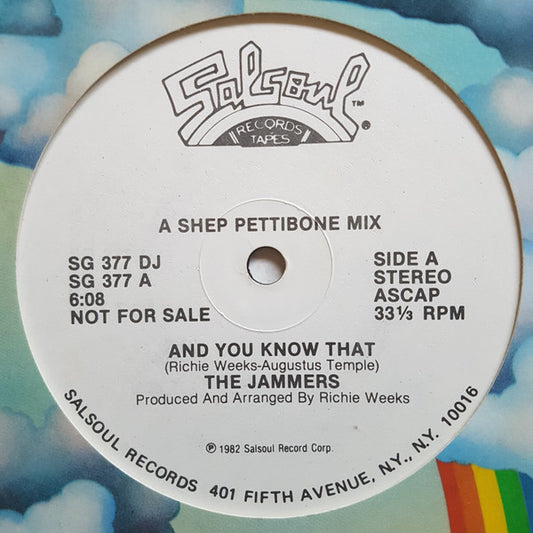 Salsoul TM
RECORDS ®
TAPES
A SHEP PETTIBONE MIX
SG 377 DJ
SG 377 A
6:08
NOT FOR SALE
SIDE A
STEREO
ASCAP
33⅓ RPM
AND YOU KNOW THAT
(Richie Weeks-Augustus Temple)
THE JAMMERS
Produced And Arranged By Richie Weeks
℗ 1982 Salsoul Record Corp.
SALSOUL RECORDS 401 FIFTH AVENUE, N.Y., N.Y. 10016